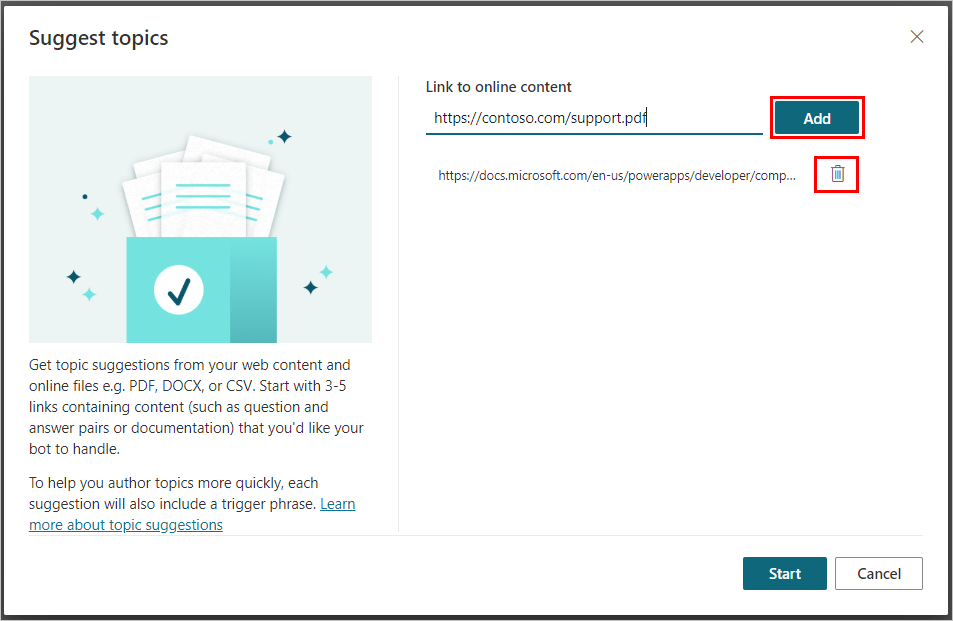 Suggest topics
Link to online content
https://contoso.com/support.pdf
Add
https://docs.microsoft.com/en-us/powerapps/developer/comp...
Get topic suggestions from your web content and
online files e.g. PDF, DOCX, or CSV. Start with 3-5
links containing content (such as question and
answer pairs or documentation) that you'd like your
bot to handle.
To help you author topics more quickly, each
suggestion will also include a trigger phrase. Learn
more about topic suggestions
Start
Cancel